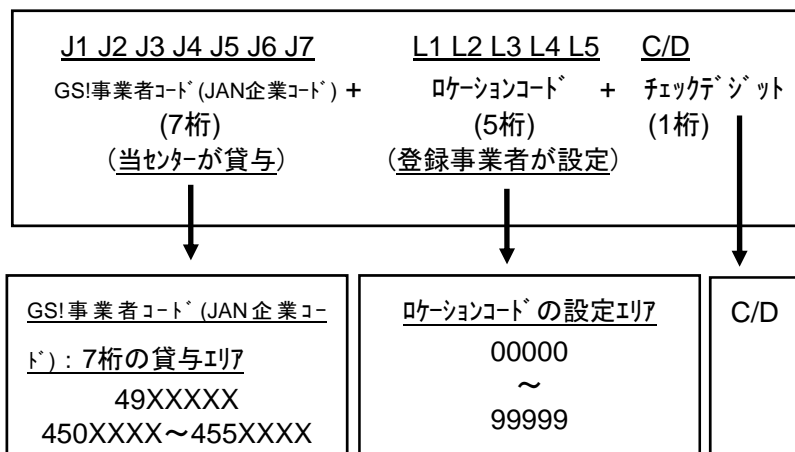 J1 J2 J3 J4 J5 J6 J7 L1 L2 L3 L4 L5 C/D
GS!事業者ｺｰﾄﾞ(JAN企業ｺｰﾄﾞ) + ﾛｹｰｼｮﾝｺｰﾄﾞ + ﾁｪｯｸﾃﾞｼﾞｯﾄ
(7桁) (5桁) (1桁)
(当ｾﾝﾀｰが貸与) (登録事業者が設定)
GS!事業者ｺｰﾄﾞ(JAN企業ｺｰ
ﾄﾞ)：7桁の貸与ｴﾘｱ
49XXXXX
450XXXX～455XXXX
ﾛｹｰｼｮﾝｺｰﾄﾞの設定ｴﾘｱ
00000
～
99999
C/D